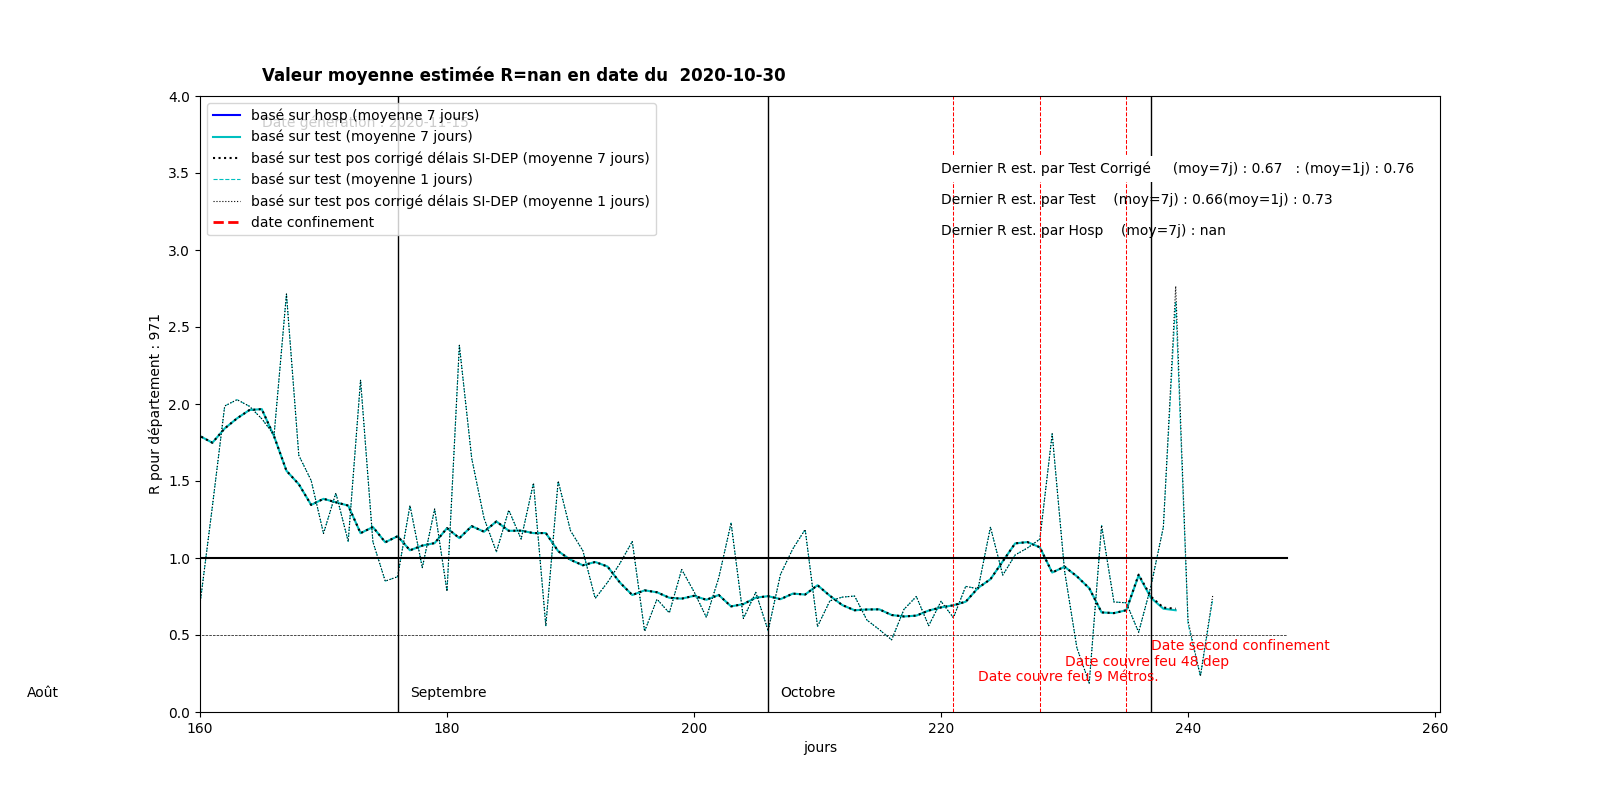 Valeur moyenne estimée R=nan en date du  2020-10-30
4.0
3.5
3.0
2.5
2.0
1.5
1.0
0.5
0.0
R pour département : 971
basé sur hosp (moyenne 7 jours)
basé sur test (moyenne 7 jours)
basé sur test pos corrigé délais SI-DEP (moyenne 7 jours)
basé sur test (moyenne 1 jours)
basé sur test pos corrigé délais SI-DEP (moyenne 1 jours)
date confinement
Dernier R est. par Test Corrigé     (moy=7j) : 0.67   : (moy=1j) : 0.76
Dernier R est. par Test    (moy=7j) : 0.66(moy=1j) : 0.73
Dernier R est. par Hosp    (moy=7j) : nan
Date second confinement
Date couvre feu 48 dep
Date couvre feu 9 Métros.
Août
Septembre
Octobre
160
180
200
220
240
260
jours